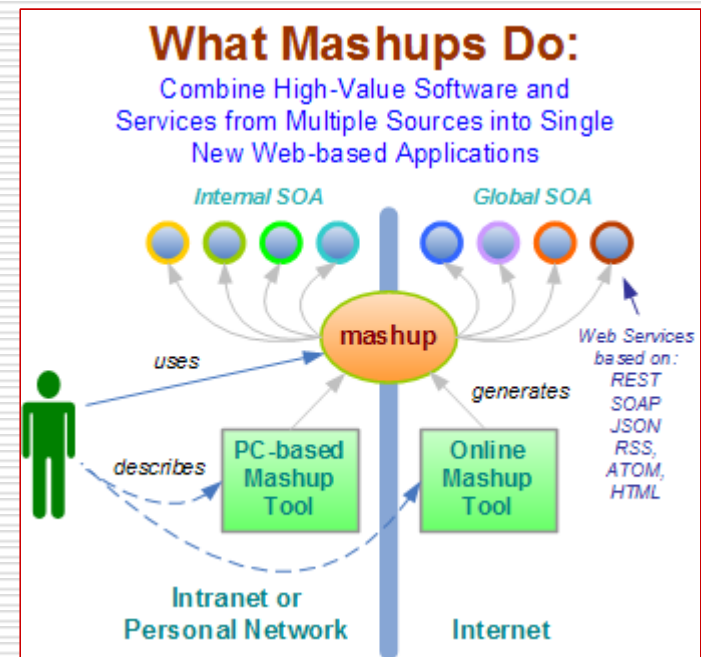 What Mashups Do:
Combine High-Value Software and
Services from Multiple Sources into Single
New Web-based Applications
Internal SOA
Global SOA
mashup
uses
Web Services
based on:
REST
SOAP
JSON
RSS,
ATOM,
HTML
generates
describes
PC-based
Mashup
Tool
Online
Mashup
Tool
Intranet or
Personal Network
Internet